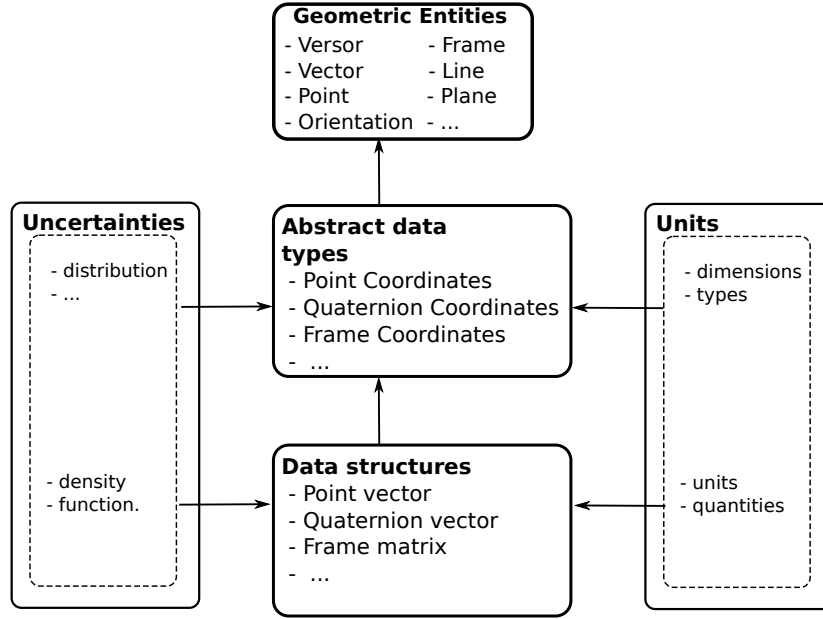 Geometric Entities
- Versor
- Frame
- Vector
- Line
- Point
- Plane
- Orientation
- ...
Uncertainties
- distribution
- ...
- density
- function.
Abstract data
types
- Point Coordinates
- Quaternion Coordinates
- Frame Coordinates
- ...
Data structures
- Point vector
- Quaternion vector
- Frame matrix
- ...
Units
- dimensions
- types
- units
- quantities